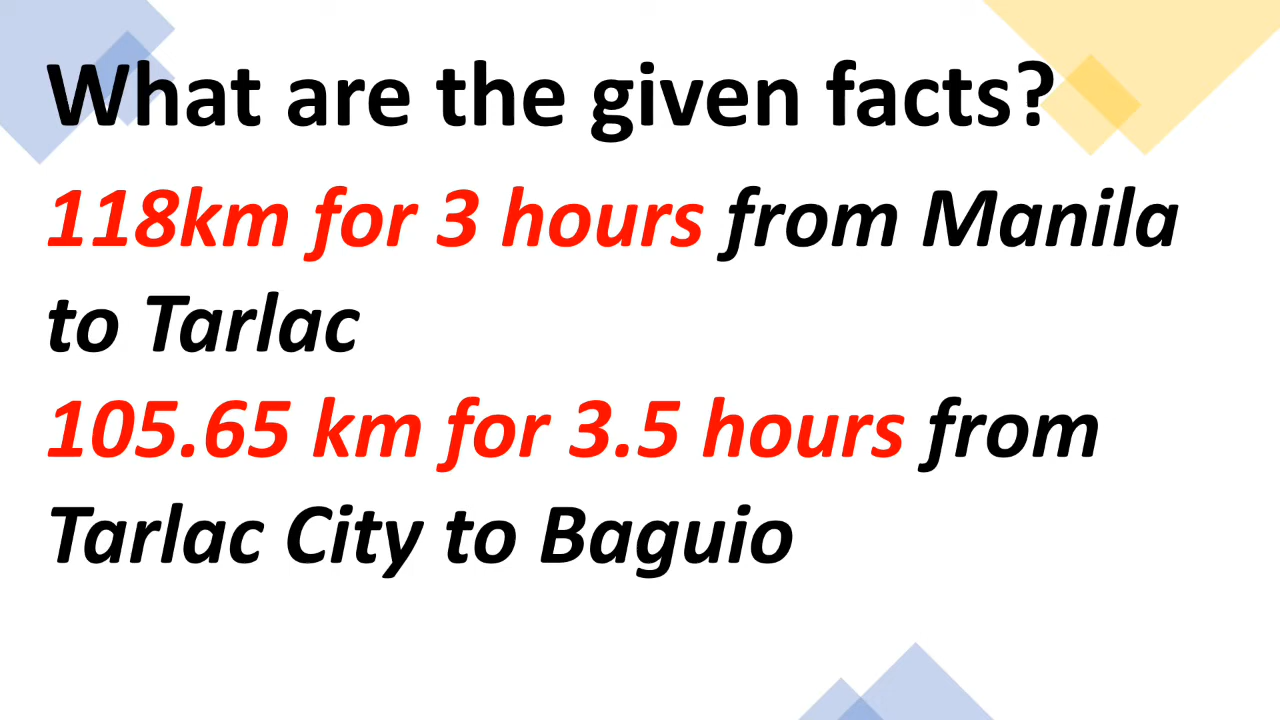 What are the given facts?
118km for 3 hours from Manila
to Tarlac
105.65 km for 3.5 hours from
Tarlac City to Baguio